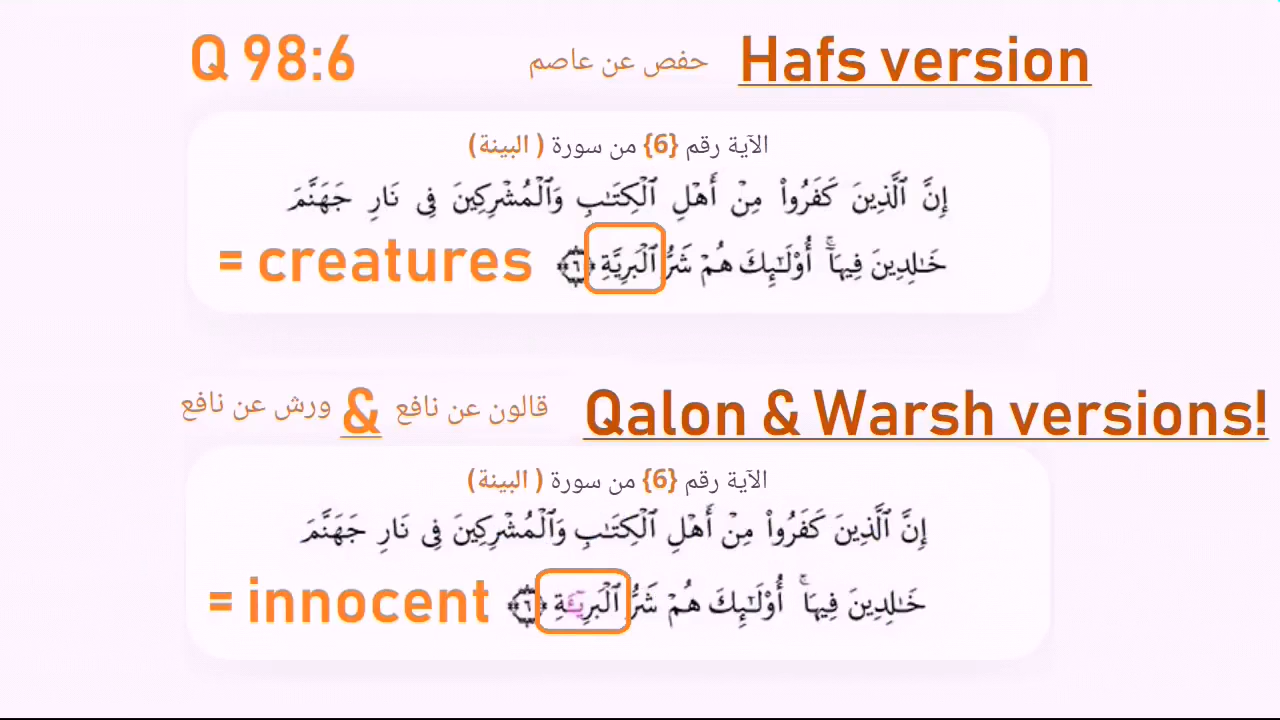 Q 98:6 حفص عن عاصم Hafs version
الآية رقم {6} من سورة ( البينة)
إِنَّ ٱلَّذِينَ كَفَرُواْ مِنْ أَهْلِ ٱلْكِتَـٰبِ وَٱلْمُشْرِكِينَ فِى نَارِ جَهَنَّمَ
خَـٰلِدِينَ فِيهَآ ۚ أُوْلَـٰٓئِكَ هُمْ شَرُّ ٱلْبَرِيَّةِ ﴿٦﴾ = creatures
ورش عن نافع & قالون عن نافع Qalon & Warsh versions!
الآية رقم {6} من سورة ( البينة)
إِنَّ ٱلَّذِينَ كَفَرُواْ مِنْ أَهْلِ ٱلْكِتَـٰبِ وَٱلْمُشْرِكِينَ فِى نَارِ جَهَنَّمَ
خَـٰلِدِينَ فِيهَا ۚ أُوْلَـٰٓئِكَ هُمْ شَرُّ ٱلْبَرِيٓـَٔةِ ﴿٦﴾ = innocent